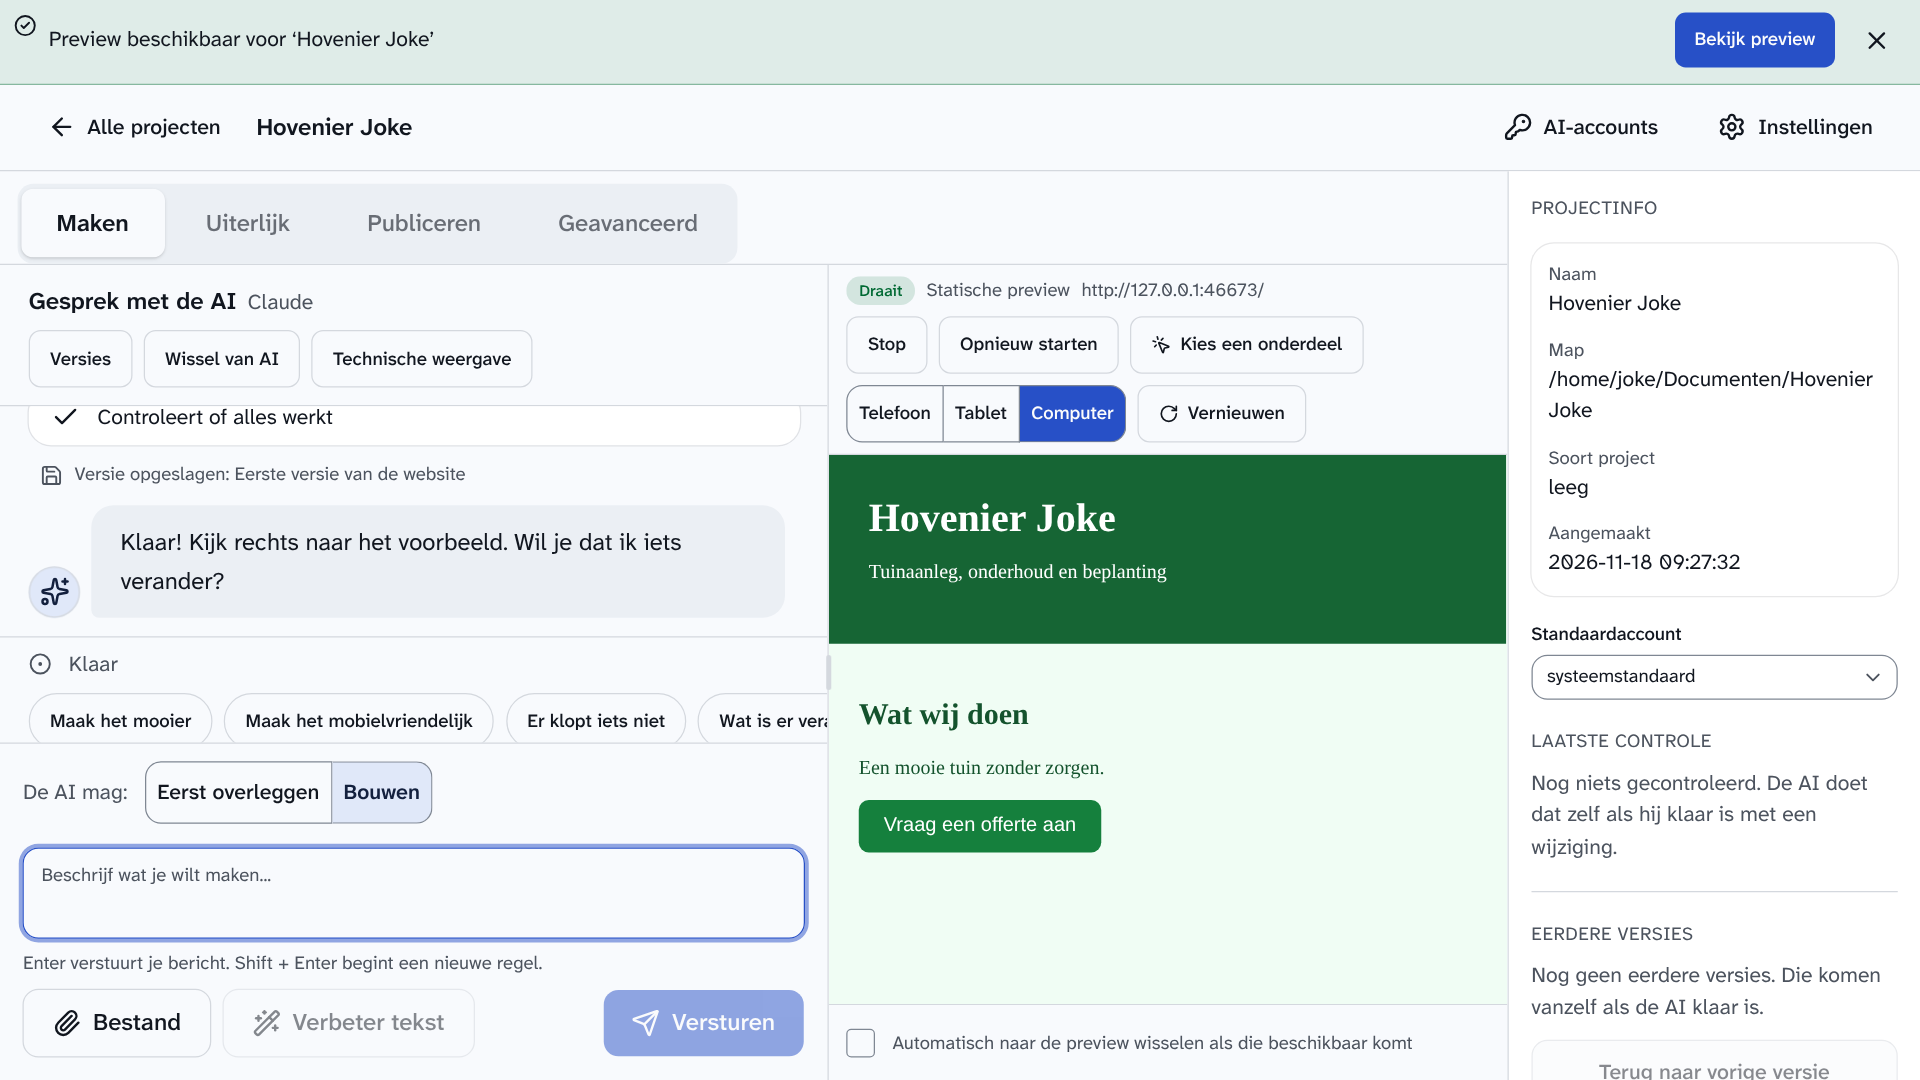 Preview beschikbaar voor ‘Hovenier Joke’
Bekijk preview
Alle projecten
Hovenier Joke
AI-accounts
Instellingen
Maken
Uiterlijk
Publiceren
Geavanceerd
Gesprek met de AI Claude
Versies
Wissel van AI
Technische weergave
Controleert of alles werkt
Versie opgeslagen: Eerste versie van de website
Klaar! Kijk rechts naar het voorbeeld. Wil je dat ik iets
verander?
Klaar
Maak het mooier
Maak het mobielvriendelijk
Er klopt iets niet
Wat is er vera
De AI mag:
Eerst overleggen
Bouwen
Beschrijf wat je wilt maken...
Enter verstuurt je bericht. Shift + Enter begint een nieuwe regel.
Bestand
Verbeter tekst
Versturen
Draait
Statische preview
http://127.0.0.1:46673/
Stop
Opnieuw starten
Kies een onderdeel
Telefoon
Tablet
Computer
Vernieuwen
Hovenier Joke
Tuinaanleg, onderhoud en beplanting
Wat wij doen
Een mooie tuin zonder zorgen.
Vraag een offerte aan
Automatisch naar de preview wisselen als die beschikbaar komt
PROJECTINFO
Naam
Hovenier Joke
Map
/home/joke/Documenten/Hovenier
Joke
Soort project
leeg
Aangemaakt
2026-11-18 09:27:32
Standaardaccount
systeemstandaard
LAATSTE CONTROLE
Nog niets gecontroleerd. De AI doet
dat zelf als hij klaar is met een
wijziging.
EERDERE VERSIES
Nog geen eerdere versies. Die komen
vanzelf als de AI klaar is.
Terug naar vorige versie